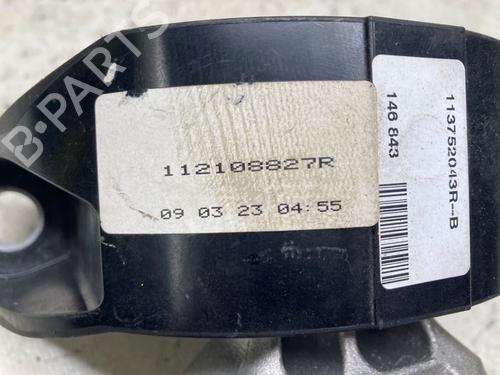 B-PARTS
112108827R
09 03 23 04:55
113752043R--B
146 843